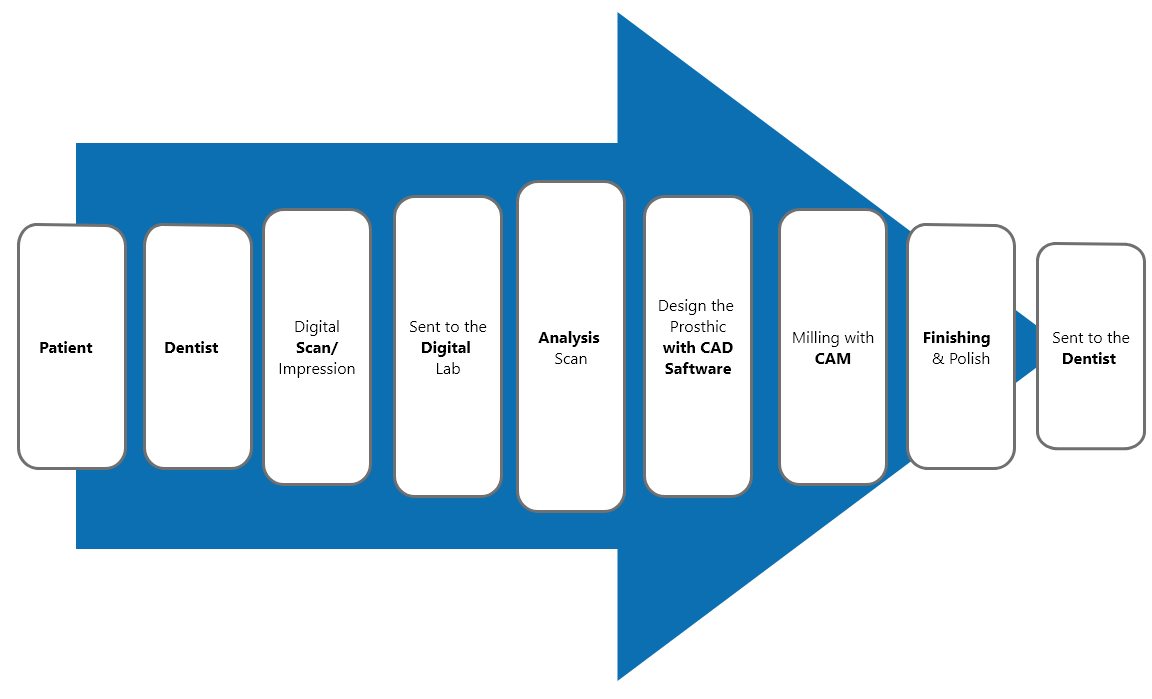 Patient
Dentist
Digital
Scan/
Impression
Sent to the
Digital
Lab
Analysis
Scan
Design the
Prosthic
with CAD
Saftware
Milling with
CAM
Finishing
& Polish
Sent to the
Dentist